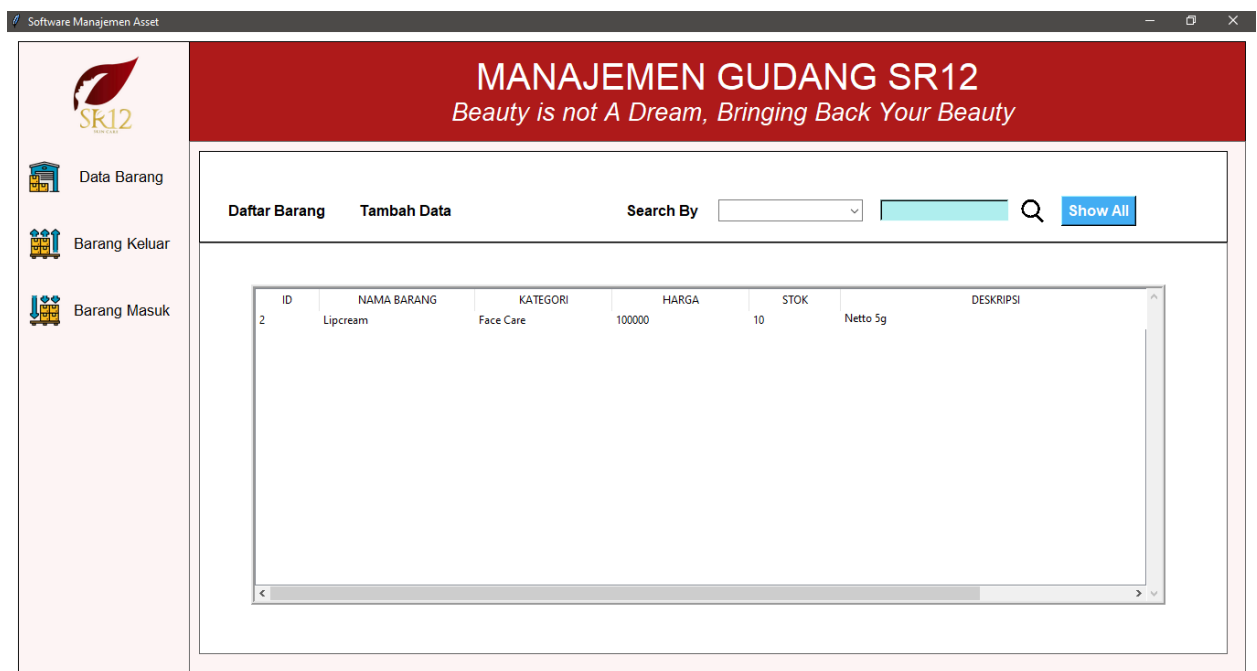 Software Manajemen Asset
SR12
MANAJEMEN GUDANG SR12
Beauty is not A Dream, Bringing Back Your Beauty
Data Barang
Barang Keluar
Barang Masuk
Daftar Barang Tambah Data Search By Show All
ID NAMA BARANG KATEGORI HARGA STOK DESKRIPSI
2 Lipcream Face Care 100000 10 Netto 5g